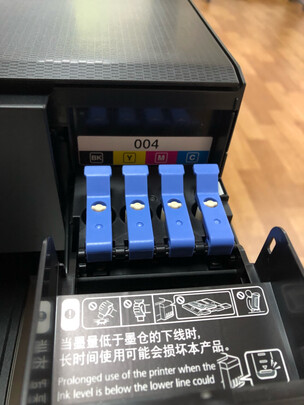 004
BK Y M C
1
当墨量低于墨仓的下线时，
长时间使用可能会损坏本产品。
Prolonged use of the printer when the
ink level is below the lower line could